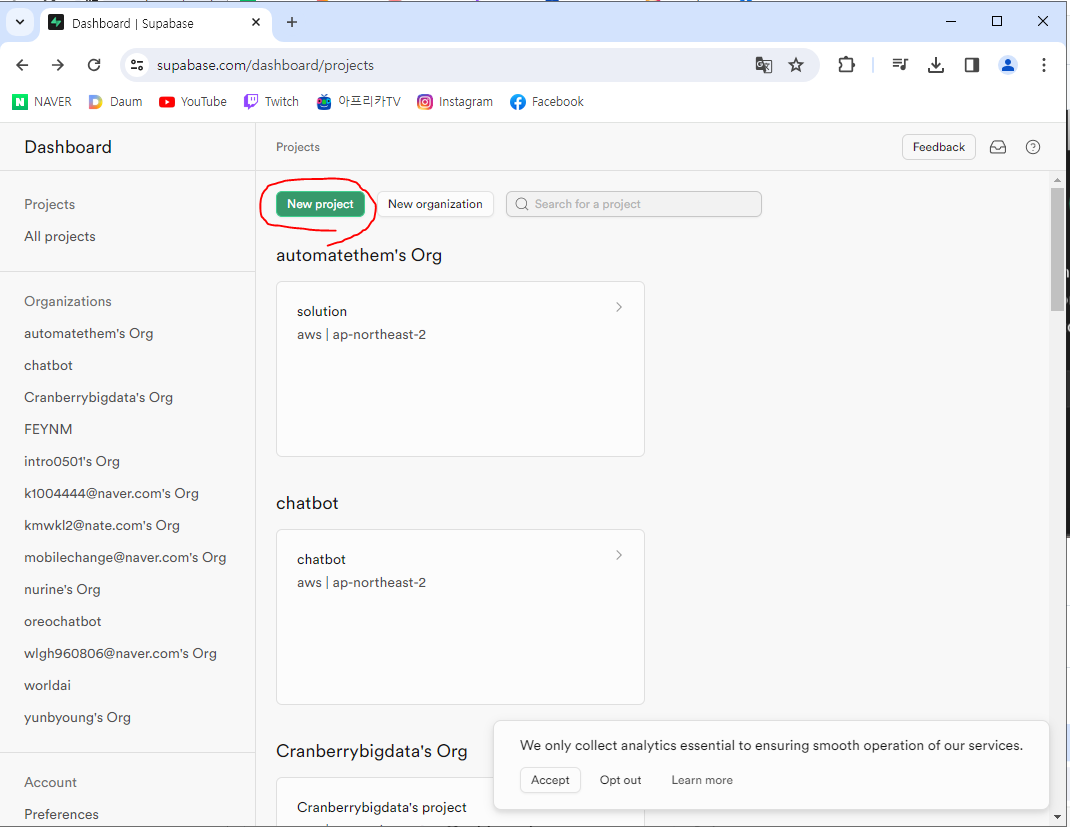 Dashboard | Supabase
supabase.com/dashboard/projects
NAVER Daum YouTube Twitch 아프리카TV Instagram Facebook
Dashboard
Projects
Feedback
Projects
All projects
Organizations
automatethem's Org
chatbot
Cranberrybigdata's Org
FEYNM
intro0501's Org
k1004444@naver.com's Org
kmwkl2@nate.com's Org
mobilechange@naver.com's Org
nurine's Org
oreochatbot
wlgh960806@naver.com's Org
worldai
yunbyoung's Org
Account
Preferences
New project New organization Search for a project
automatethem's Org
solution
aws | ap-northeast-2
chatbot
chatbot
aws | ap-northeast-2
Cranberrybigdata's Org
Cranberrybigdata's project
We only collect analytics essential to ensuring smooth operation of our services.
Accept Opt out Learn more